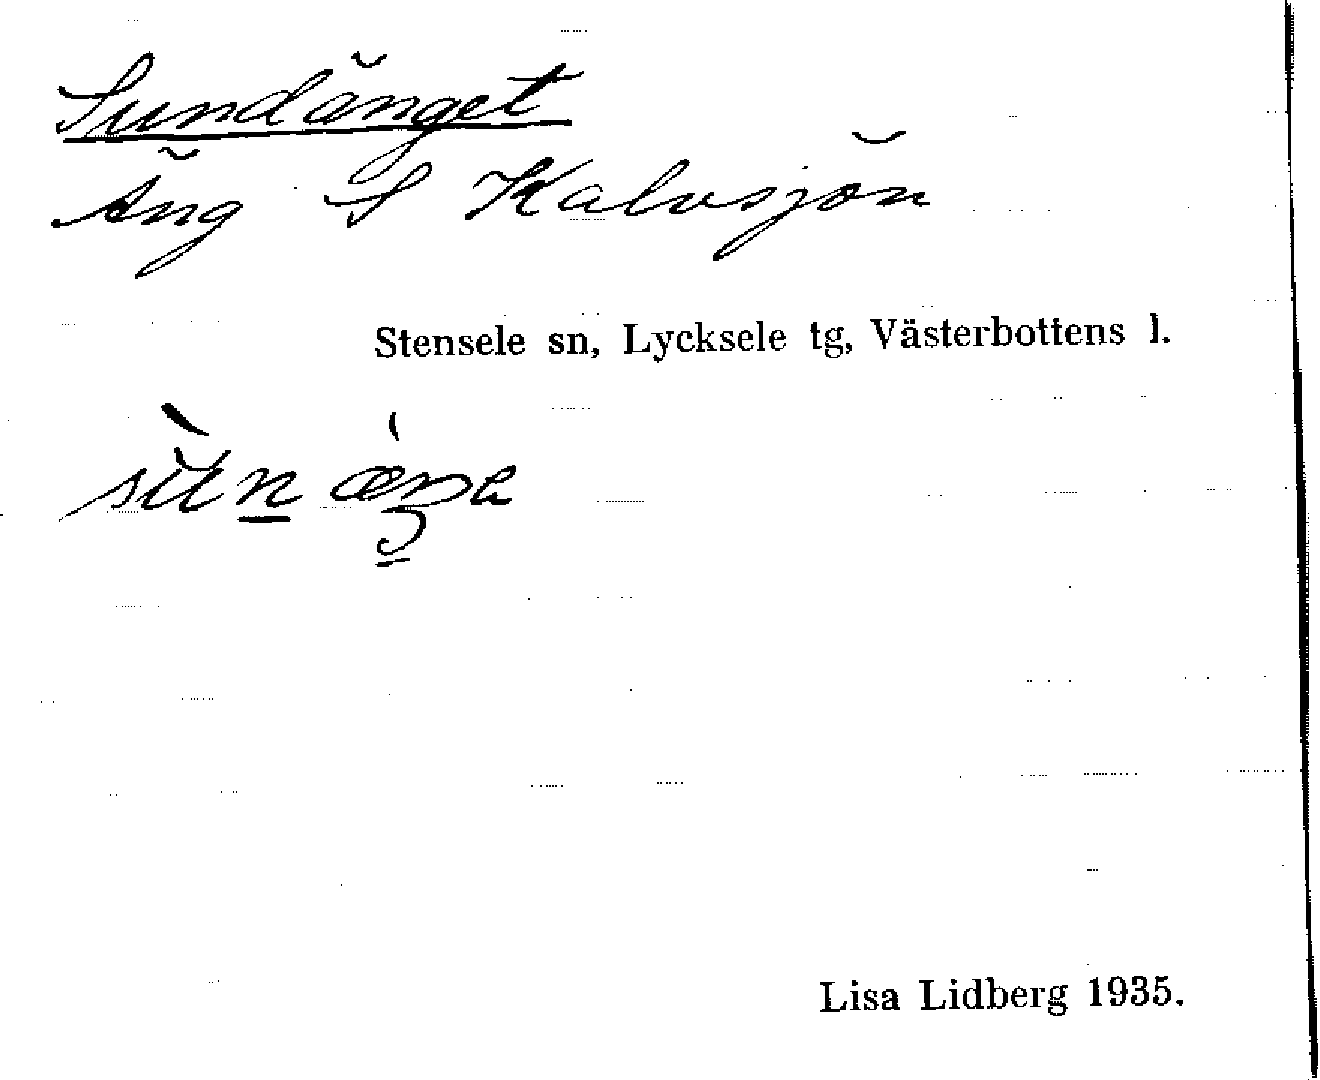 Sundänget
Äng S Kalvsjön
Stensele sn, Lycksele tg, Västerbottens l.
Lisa Lidberg 1935.